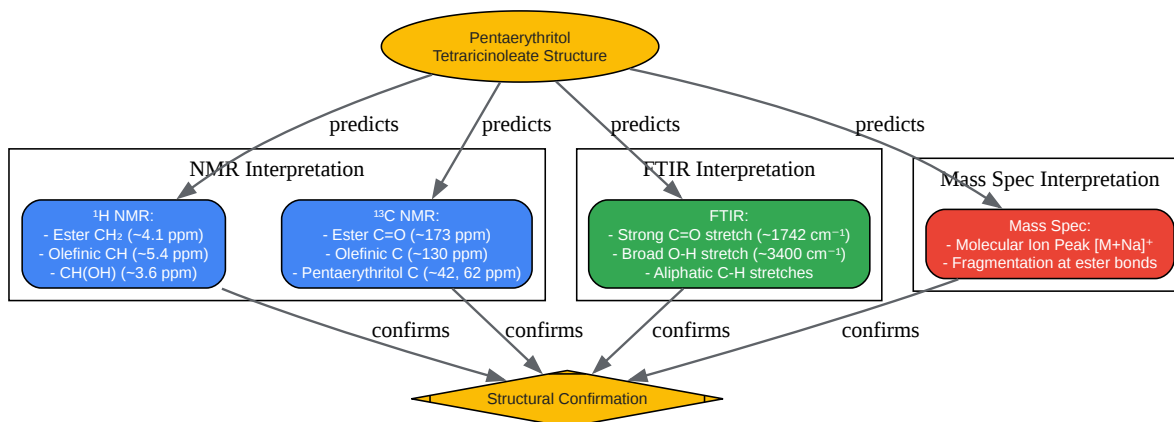 Pentaerythritol
Tetraricinoleate Structure
predicts
predicts
predicts
predicts
NMR Interpretation
FTIR Interpretation
Mass Spec Interpretation
¹H NMR:
- Ester CH₂ (~4.1 ppm)
- Olefinic CH (~5.4 ppm)
- CH(OH) (~3.6 ppm)
¹³C NMR:
- Ester C=O (~173 ppm)
- Olefinic C (~130 ppm)
- Pentaerythritol C (~42, 62 ppm)
FTIR:
- Strong C=O stretch (~1742 cm⁻¹)
- Broad O-H stretch (~3400 cm⁻¹)
- Aliphatic C-H stretches
Mass Spec:
- Molecular Ion Peak [M+Na]⁺
- Fragmentation at ester bonds
confirms
confirms
confirms
confirms
Structural Confirmation